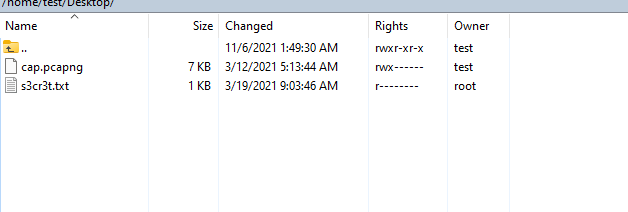 /home/test/Desktop/
Name Size Changed Rights Owner
.. 11/6/2021 1:49:30 AM rwxr-xr-x test
cap.pcapng 7 KB 3/12/2021 5:13:44 AM rwx------ test
s3cr3t.txt 1 KB 3/19/2021 9:03:46 AM r-------- root